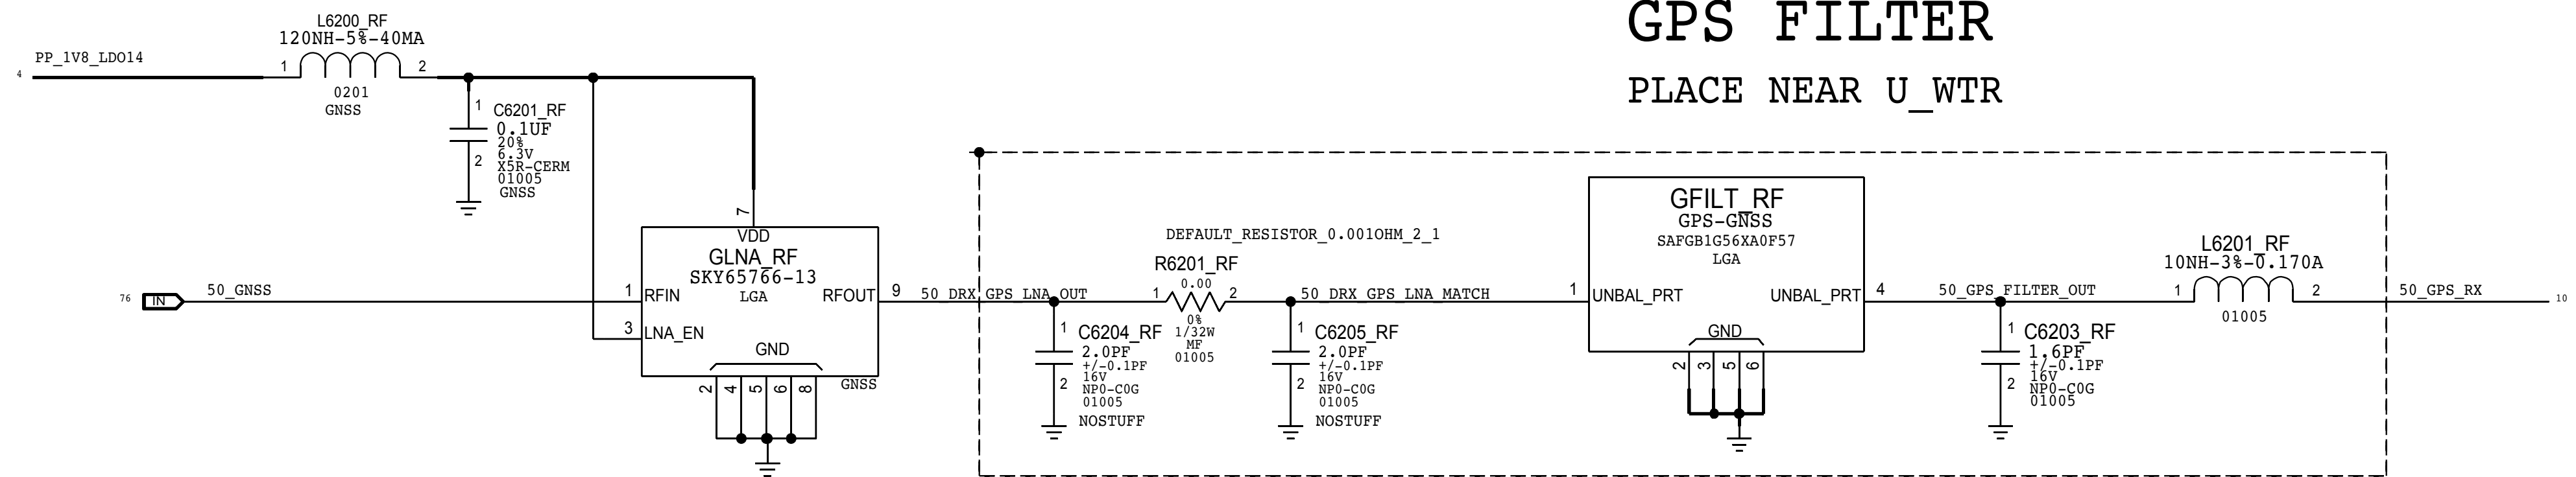 GPS FILTER
PLACE NEAR U_WTR
L6200_RF
120NH-5%-40MA
PP_1V8_LDO14
4
1
2
0201
GNSS
1
C6201_RF
0.1UF
20%
6.3V
2
X5R-CERM
01005
GNSS
7
VDD
GLNA_RF
SKY65766-13
LGA
76
IN
50_GNSS
1
RFIN
RFOUT
9
3
LNA_EN
GND
GNSS
2
4
5
6
8
50_DRX_GPS_LNA_OUT
DEFAULT_RESISTOR_0.001OHM_2_1
R6201_RF
0.00
1
2
0%
1/32W
MF
01005
50_DRX_GPS_LNA_MATCH
1
C6204_RF
2.0PF
+/-0.1PF
16V
2
NP0-C0G
01005
NOSTUFF
1
C6205_RF
2.0PF
+/-0.1PF
16V
2
NP0-C0G
01005
NOSTUFF
GFILT_RF
GPS-GNSS
SAFGB1G56XA0F57
LGA
1
UNBAL_PRT
UNBAL_PRT
4
GND
2
3
5
6
50_GPS_FILTER_OUT
1
C6203_RF
1.6PF
+/-0.1PF
16V
2
NP0-C0G
01005
L6201_RF
10NH-3%-0.170A
1
2
01005
50_GPS_RX
10